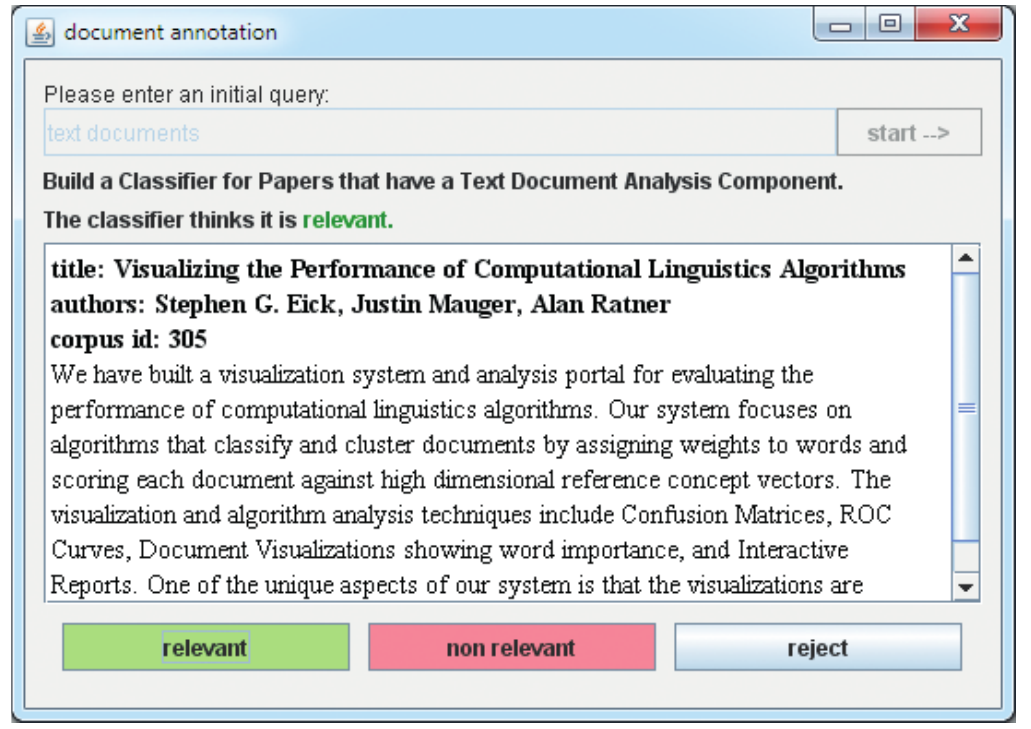 document annotation
Please enter an initial query:
text documents
start -->
Build a Classifier for Papers that have a Text Document Analysis Component.
The classifier thinks it is relevant.
title: Visualizing the Performance of Computational Linguistics Algorithms
authors: Stephen G. Eick, Justin Mauger, Alan Ratner
corpus id: 305
We have built a visualization system and analysis portal for evaluating the
performance of computational linguistics algorithms. Our system focuses on
algorithms that classify and cluster documents by assigning weights to words and
scoring each document against high dimensional reference concept vectors. The
visualization and algorithm analysis techniques include Confusion Matrices, ROC
Curves, Document Visualizations showing word importance, and Interactive
Reports. One of the unique aspects of our system is that the visualizations are
relevant
non relevant
reject